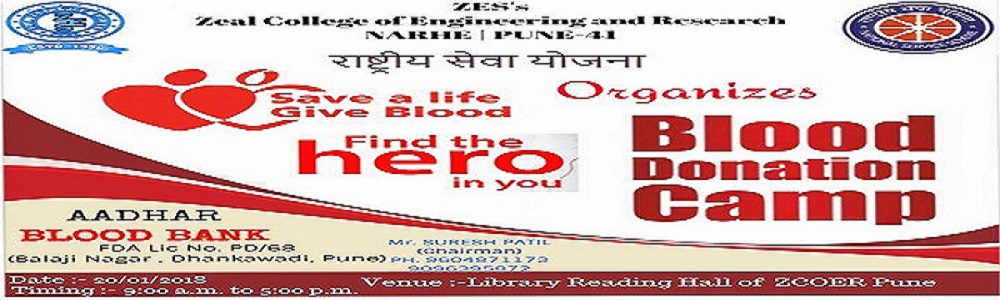 ZES's
Zeal College of Engineering and Research
NARHE | PUNE-41
राष्ट्रीय सेवा योजना
Save a life
Give Blood
Organizes
Find the
hero
in you
Blood
Donation
Camp
AADHAR
BLOOD BANK
FDA Lic No. PD/68
(Balaji Nagar, Dhankawadi, Pune)
Mr. SURESH PATIL
(Chairman)
PH. 9604871173
9096395072
Date :- 20/01/2018
Timing :- 9:00 a.m. to 5:00 p.m.
Venue :-Library Reading Hall of ZCOER Pune